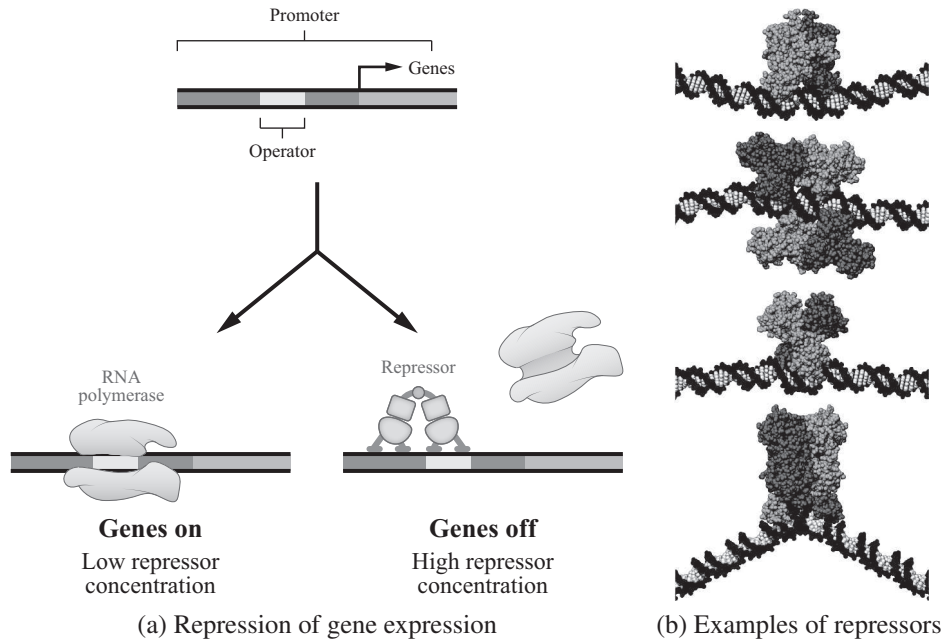 Promoter
Genes
Operator
RNA
polymerase
Repressor
Genes on
Low repressor
concentration
Genes off
High repressor
concentration
(a) Repression of gene expression
(b) Examples of repressors